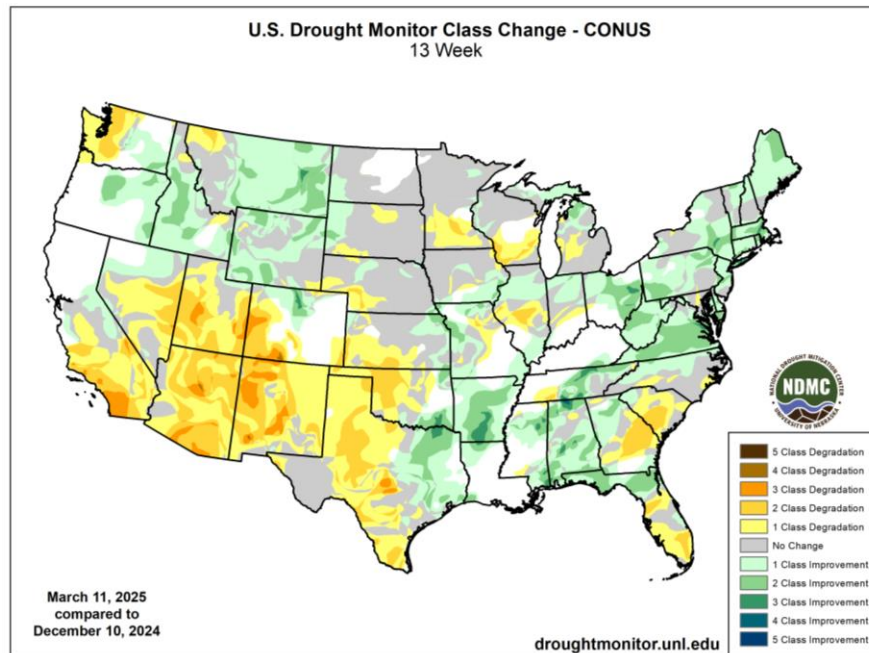 U.S. Drought Monitor Class Change - CONUS
13 Week
NATIONAL DROUGHT MITIGATION CENTER
NDMC
UNIVERSITY OF NEBRASKA
5 Class Degradation
4 Class Degradation
3 Class Degradation
2 Class Degradation
1 Class Degradation
No Change
1 Class Improvement
2 Class Improvement
3 Class Improvement
4 Class Improvement
5 Class Improvement
March 11, 2025
compared to
December 10, 2024
droughtmonitor.unl.edu